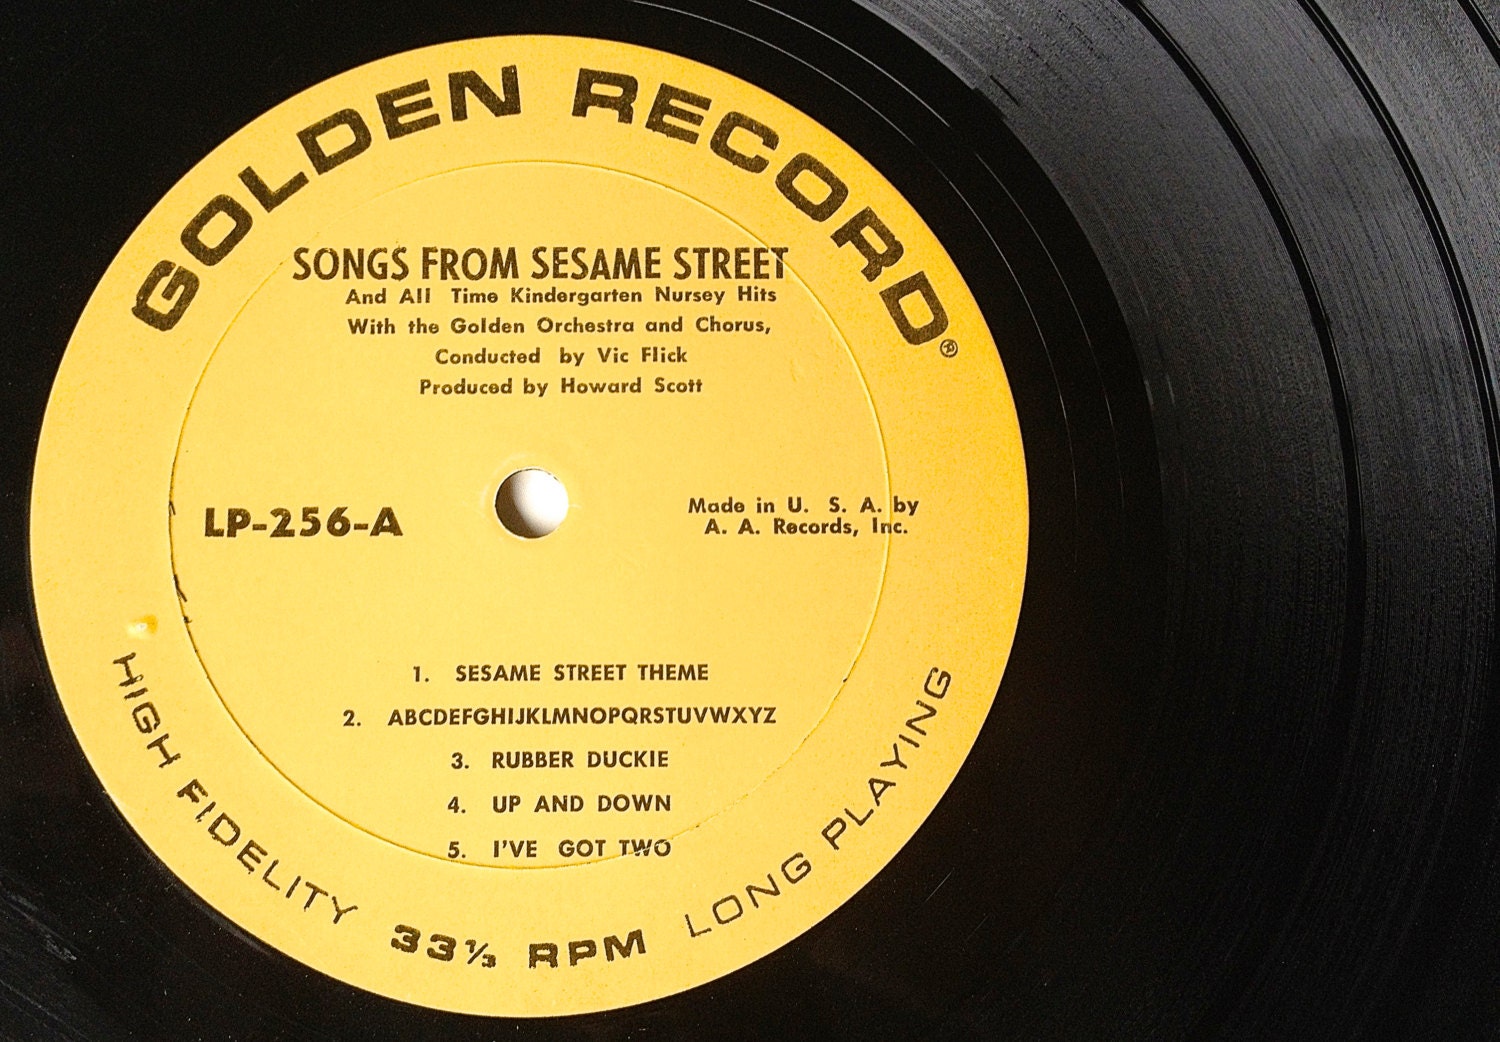 GOLDEN RECORD®
SONGS FROM SESAME STREET
And All Time Kindergarten Nursey Hits
With the Golden Orchestra and Chorus,
Conducted by Vic Flick
Produced by Howard Scott
LP-256-A
Made in U. S. A. by
A. A. Records, Inc.
1. SESAME STREET THEME
2. ABCDEFGHIJKLMNOPQRSTUVWXYZ
3. RUBBER DUCKIE
4. UP AND DOWN
5. I'VE GOT TWO
HIGH FIDELITY 33⅓ RPM LONG PLAYING